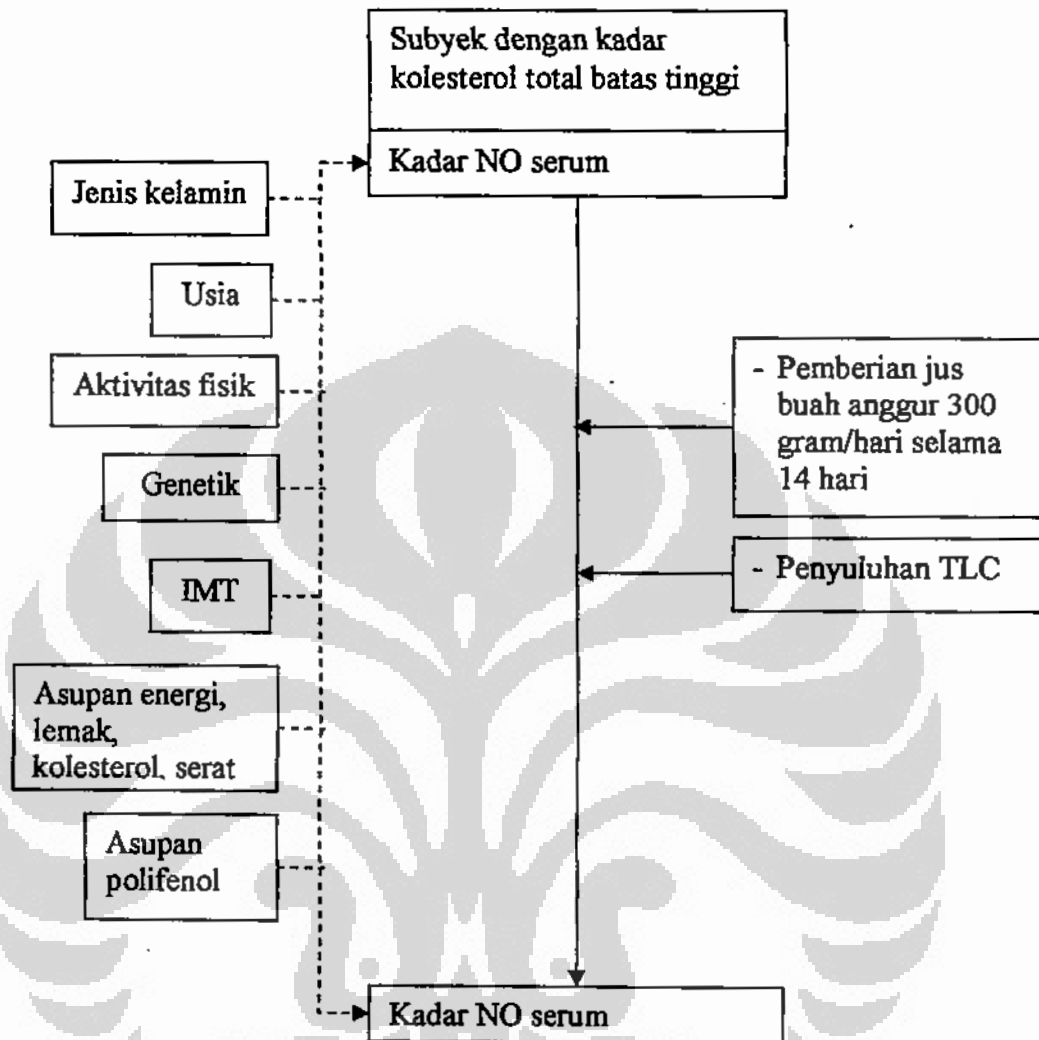 Subyek dengan kadar
kolesterol total batas tinggi
Kadar NO serum
Jenis kelamin
Usia
Aktivitas fisik
Genetik
IMT
Asupan energi,
lemak,
kolesterol, serat
Asupan
polifenol
- Pemberian jus
buah anggur 300
gram/hari selama
14 hari
- Penyuluhan TLC
Kadar NO serum